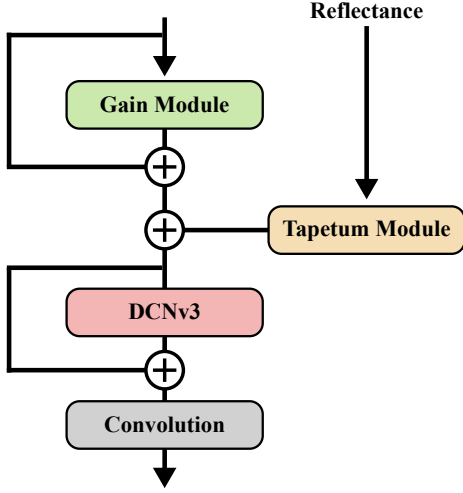 Reflectance
Gain Module
Tapetum Module
DCNv3
Convolution